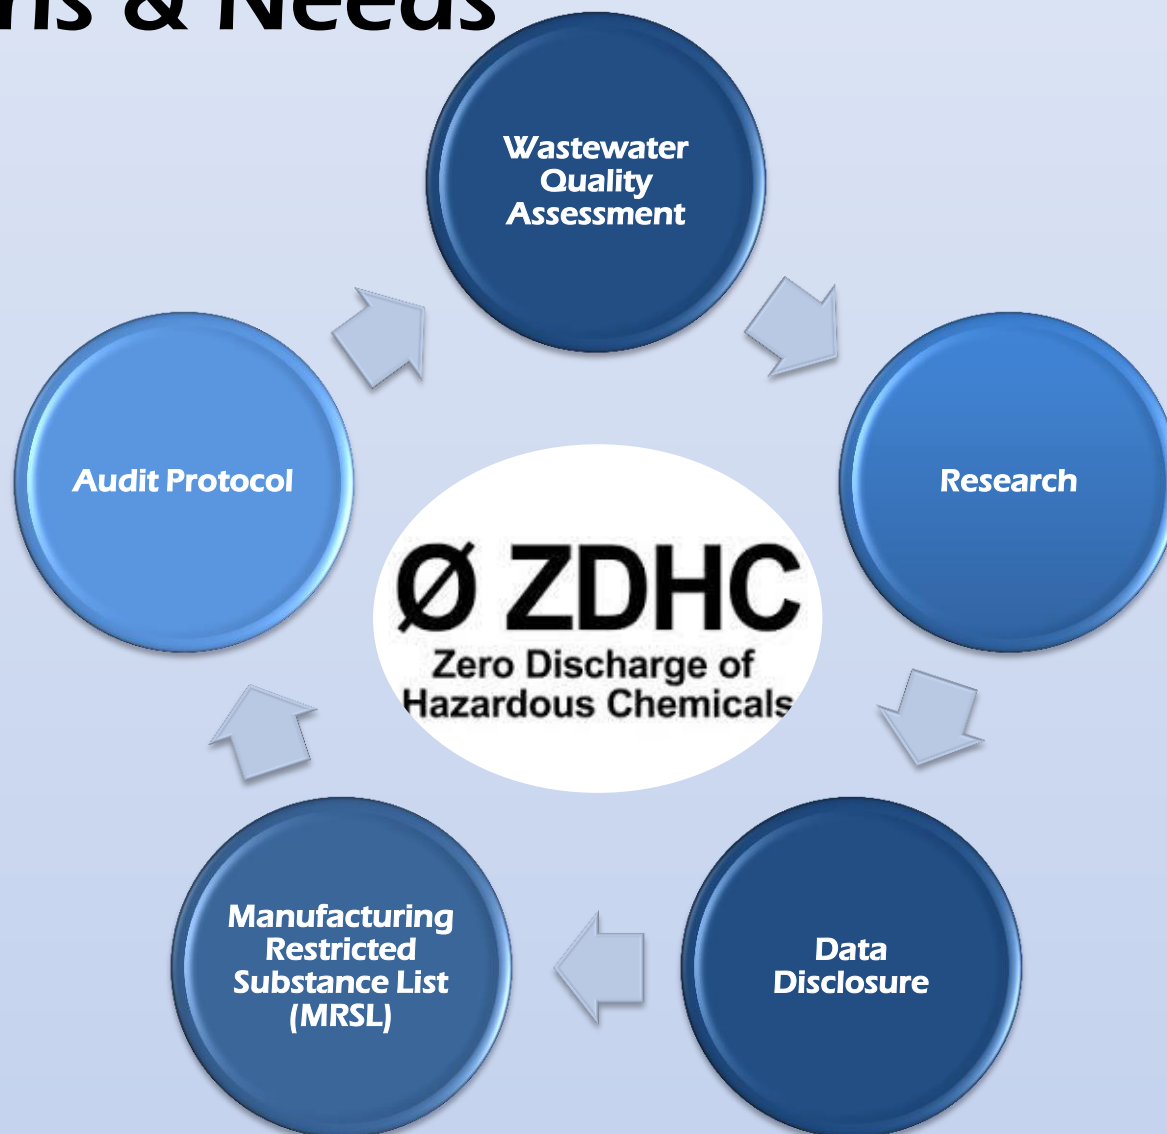 & Needs
Wastewater
Quality
Assessment
Research
Data
Disclosure
Manufacturing
Restricted
Substance List
(MRSL)
Audit Protocol
Ø ZDHC
Zero Discharge of
Hazardous Chemicals